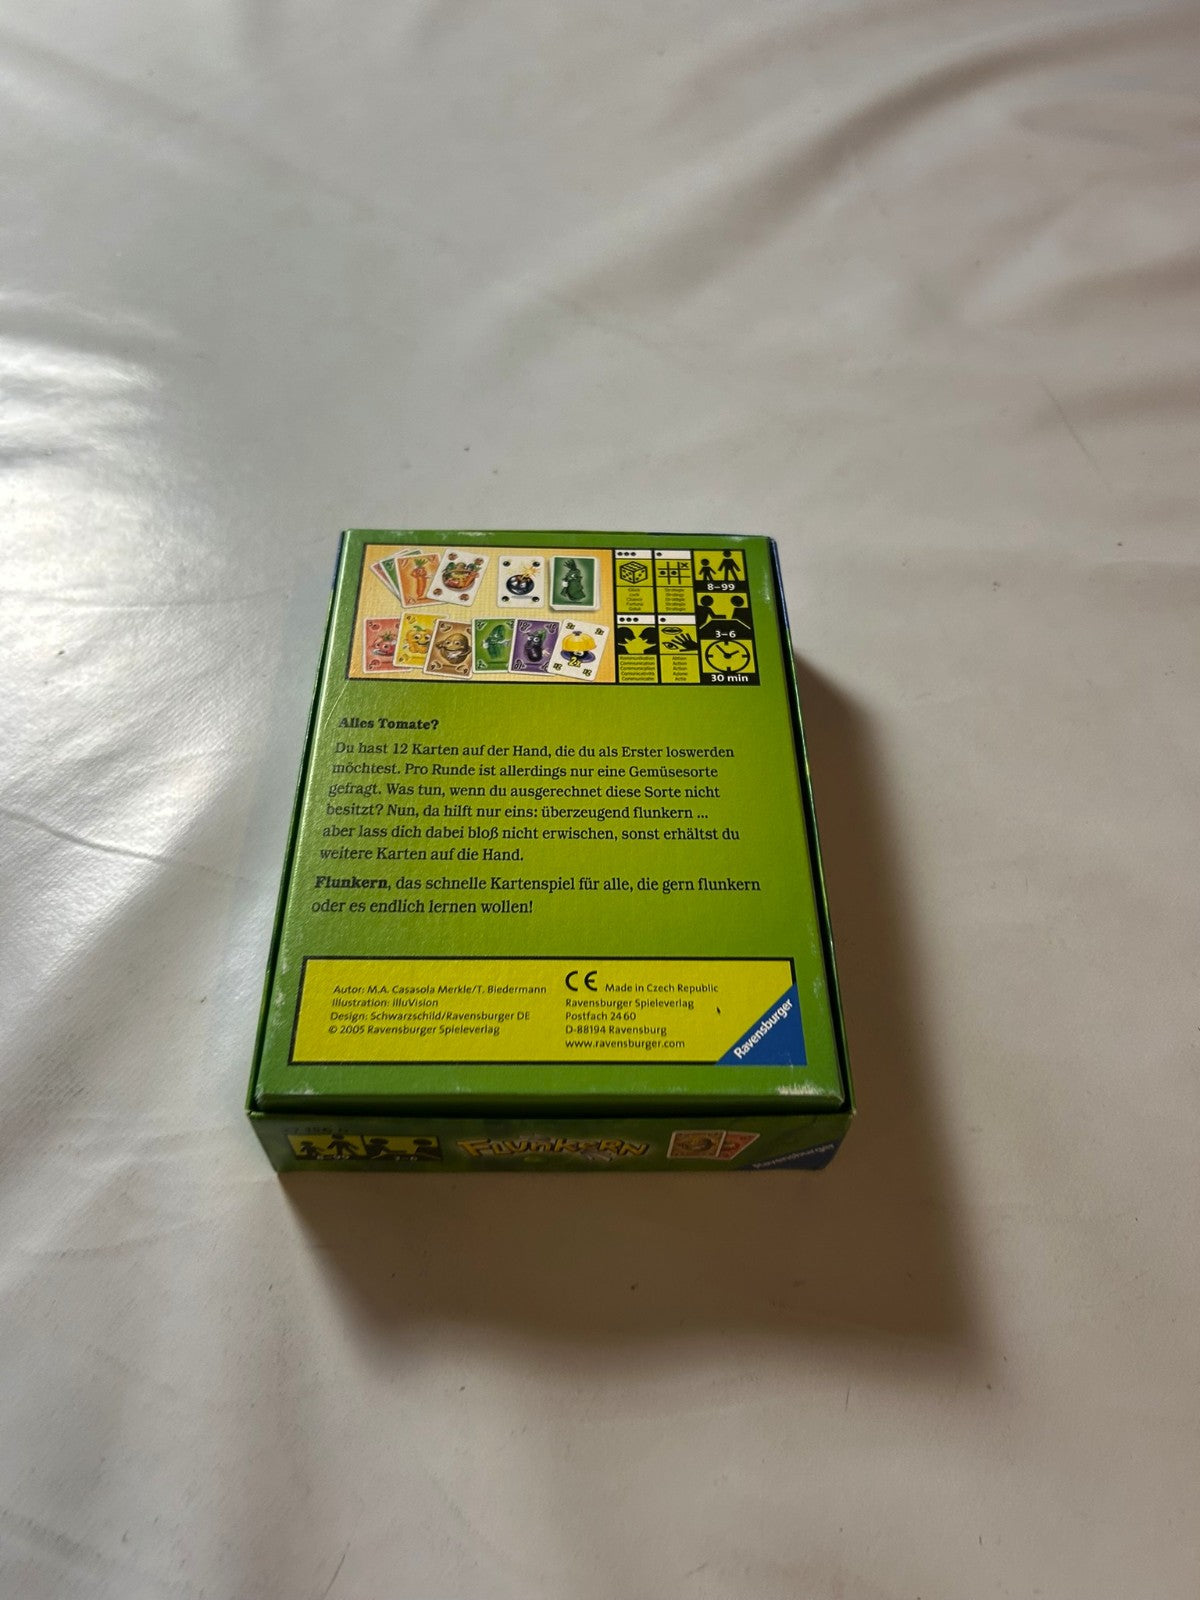 8–99
3–6
30 min
Alles Tomate?
Du hast 12 Karten auf der Hand, die du als Erster loswerden
möchtest. Pro Runde ist allerdings nur eine Gemüsesorte
gefragt. Was tun, wenn du ausgerechnet diese Sorte nicht
besitzt? Nun, da hilft nur eins: überzeugend flunkern ...
aber lass dich dabei bloß nicht erwischen, sonst erhältst du
weitere Karten auf die Hand.
Flunkern, das schnelle Kartenspiel für alle, die gern flunkern
oder es endlich lernen wollen!
Autor: M.A. Casasola Merkle/T. Biedermann
Illustration: IlluVision
Design: Schwarzschild/Ravensburger DE
© 2005 Ravensburger Spieleverlag
CE Made in Czech Republic
Ravensburger Spieleverlag
Postfach 24 60
D-88194 Ravensburg
www.ravensburger.com
Ravensburger
FLUNKERN
Ravensburger